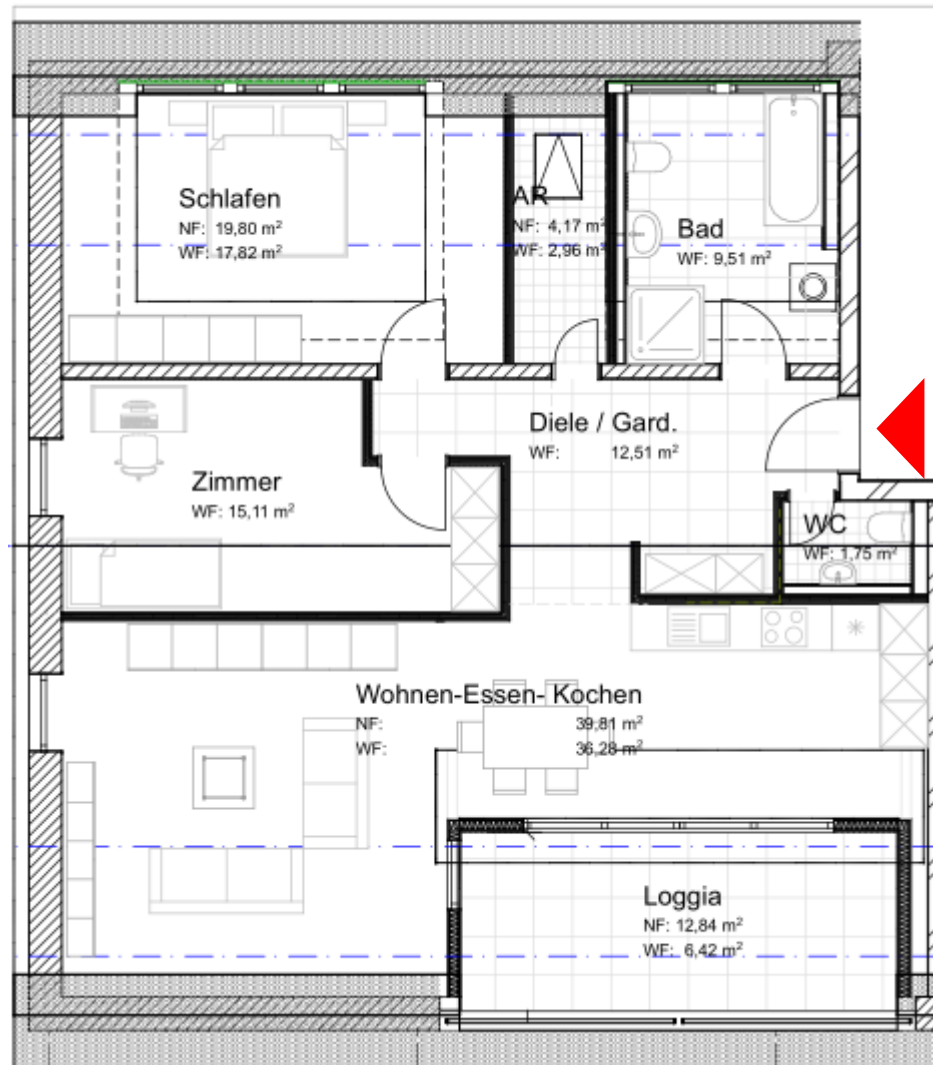 Schlafen
NF: 19,80 m²
WF: 17,82 m²
AR
NF: 4,17 m²
WF: 2,96 m²
Bad
WF: 9,51 m²
Diele / Gard.
WF: 12,51 m²
Zimmer
WF: 15,11 m²
WC
WF: 1,75 m²
Wohnen-Essen- Kochen
NF: 39,81 m²
WF: 36,28 m²
Loggia
NF: 12,84 m²
WF: 6,42 m²